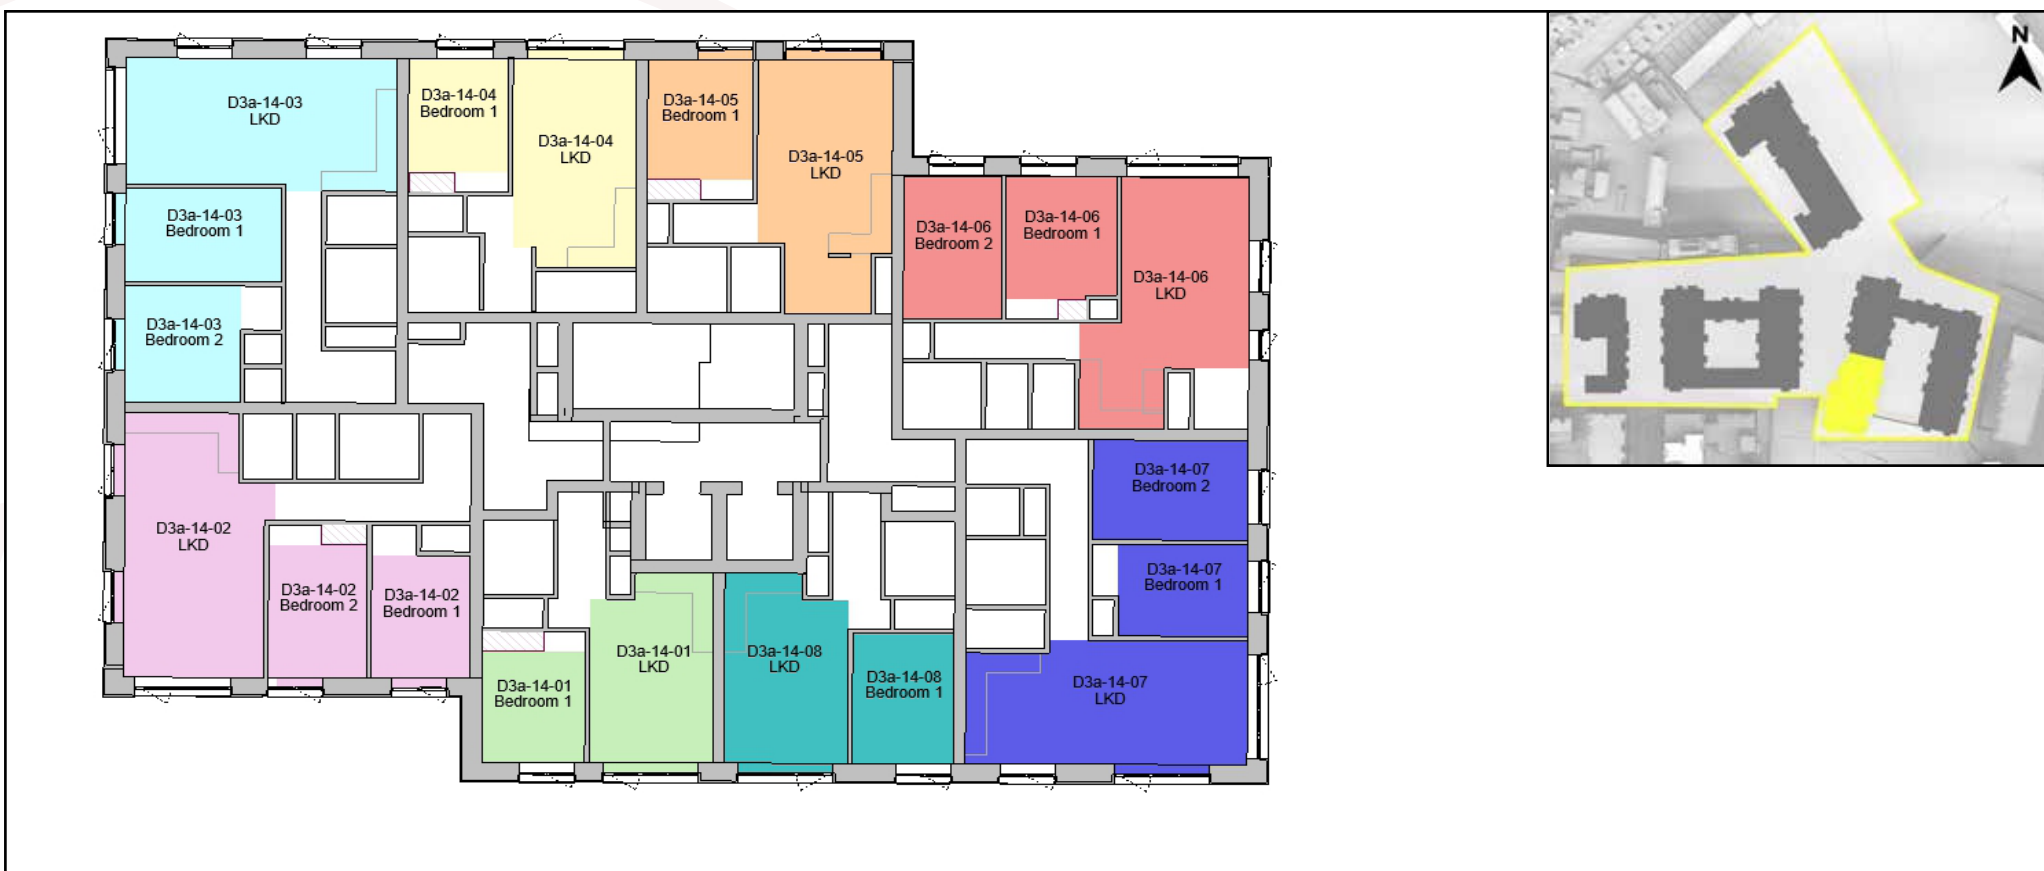 D3a-14-03
LKD
D3a-14-04
Bedroom 1
D3a-14-04
LKD
D3a-14-05
Bedroom 1
D3a-14-05
LKD
D3a-14-03
Bedroom 1
D3a-14-06
Bedroom 2
D3a-14-06
Bedroom 1
D3a-14-06
LKD
D3a-14-03
Bedroom 2
D3a-14-07
Bedroom 2
D3a-14-02
LKD
D3a-14-02
Bedroom 2
D3a-14-02
Bedroom 1
D3a-14-07
Bedroom 1
D3a-14-01
Bedroom 1
D3a-14-01
LKD
D3a-14-08
LKD
D3a-14-08
Bedroom 1
D3a-14-07
LKD
N